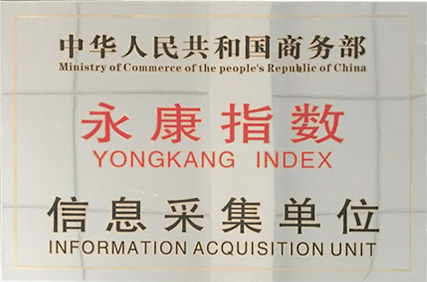 中华人民共和国商务部
Ministry of Commerce of the people's Republic of China
永康指数
YONGKANG INDEX
信息采集单位
INFORMATION ACQUISITION UNIT